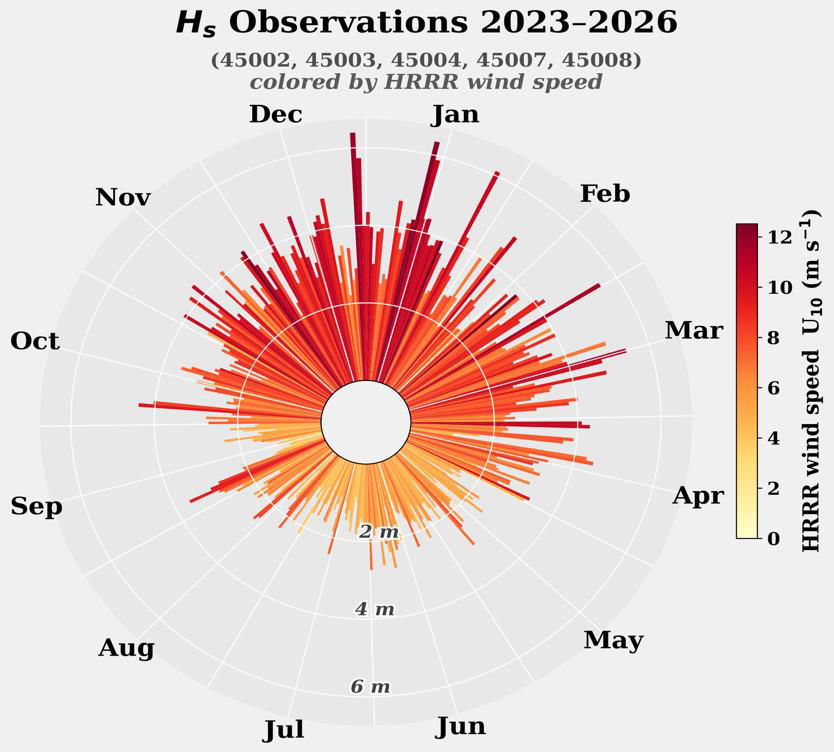 Hs Observations 2023–2026
(45002, 45003, 45004, 45007, 45008)
colored by HRRR wind speed
Dec
Jan
Nov
Feb
Oct
Mar
Sep
Apr
Aug
May
Jul
Jun
2 m
4 m
6 m
12
10
8
6
4
2
0
HRRR wind speed U10 (m s−1)